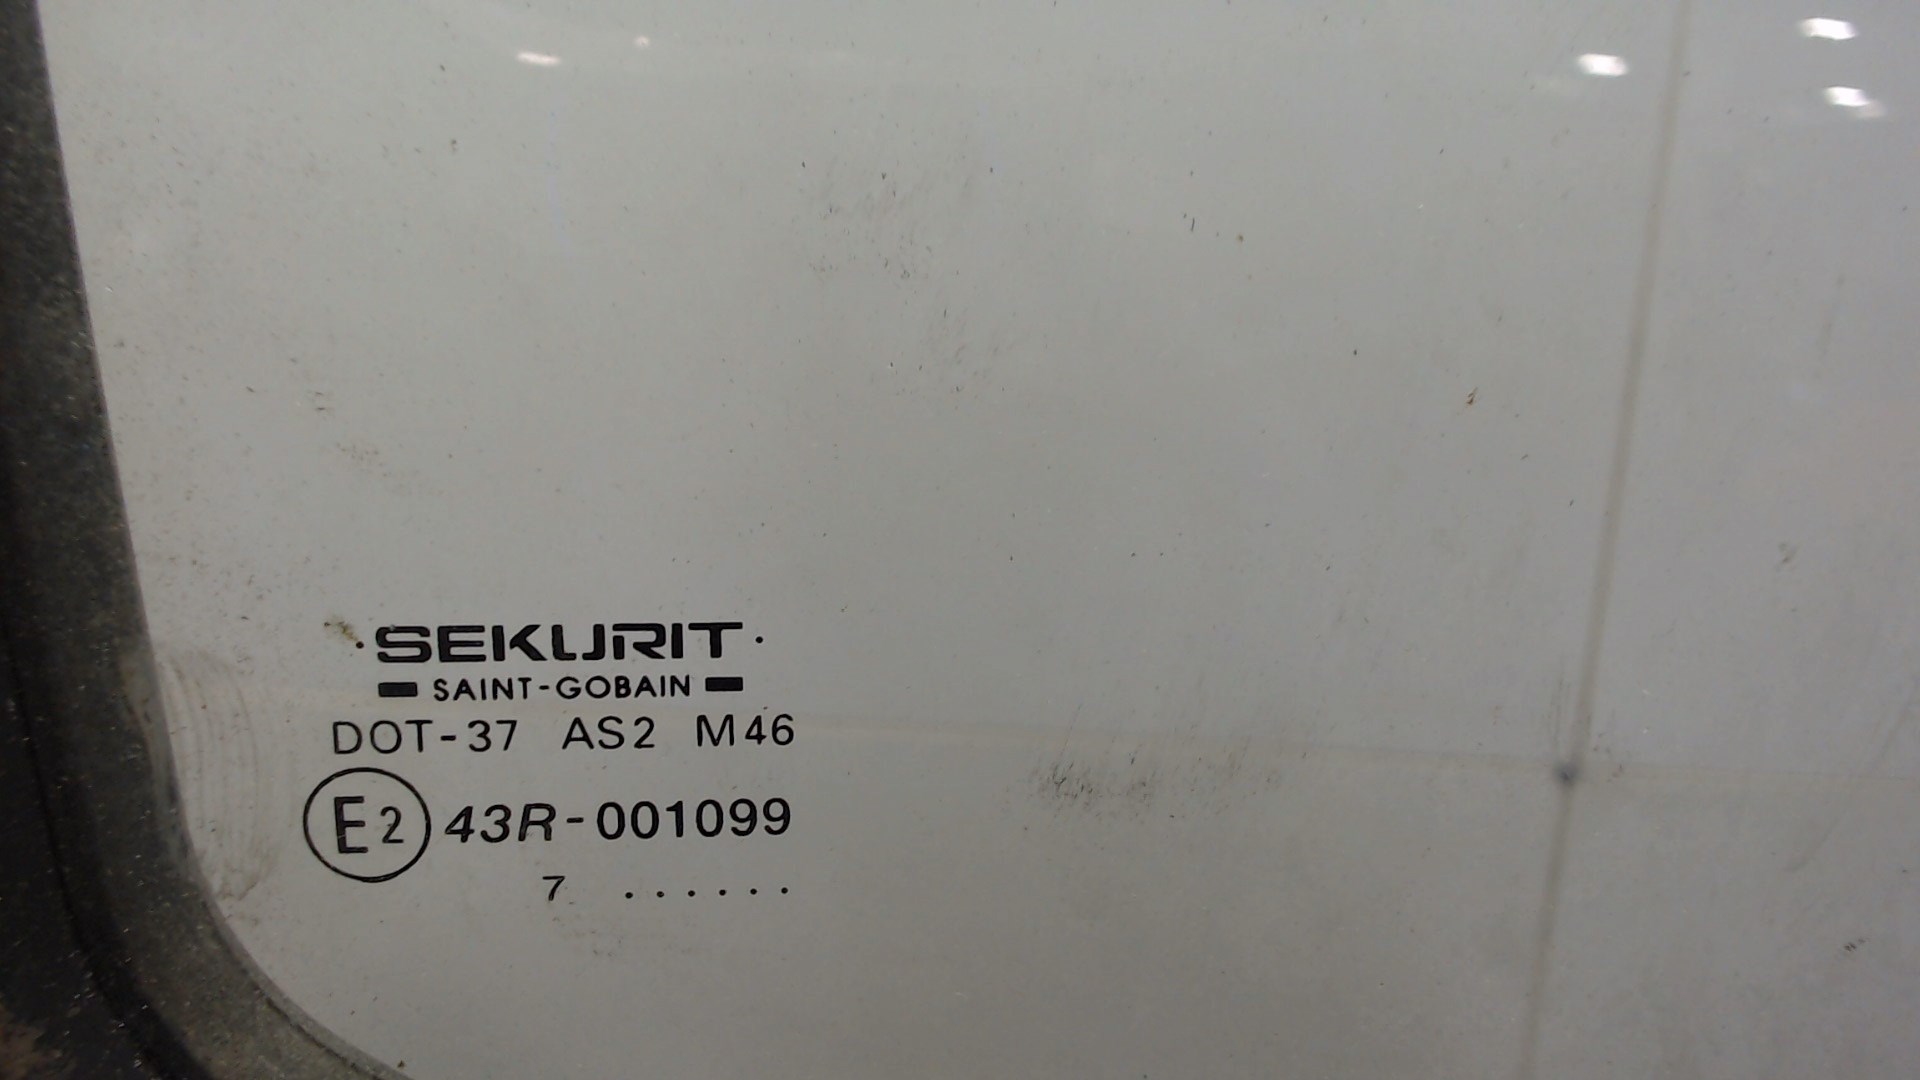 ·SEKURIT·
SAINT-GOBAIN
DOT-37 AS2 M46
E2 43R-001099
7 ......